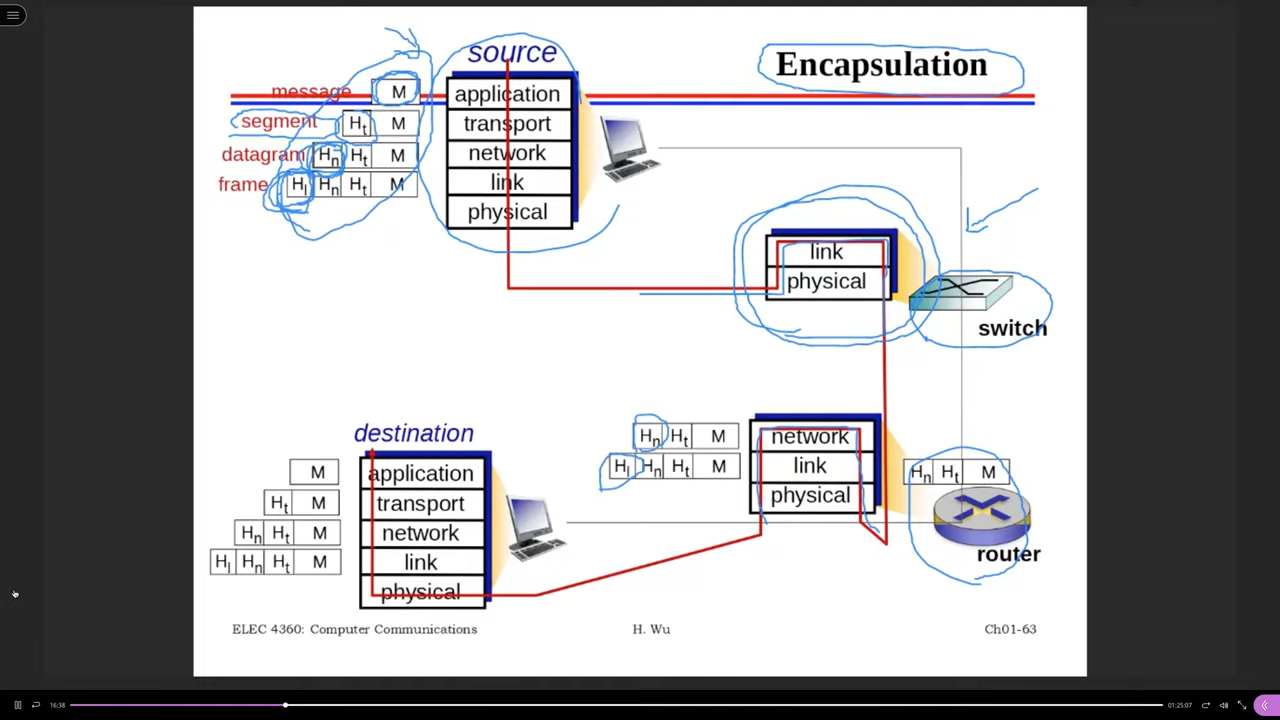 source
Encapsulation
message M
application
segment Ht M
transport
datagram Hn Ht M
network
frame Hl Hn Ht M
link
physical
link
physical
switch
destination
Hn Ht M
network
Hl Hn Ht M
link
physical
Hn Ht M
router
M
application
Ht M
transport
Hn Ht M
network
Hl Hn Ht M
link
physical
ELEC 4360: Computer Communications
H. Wu
Ch01-63
16:38
01:25:07